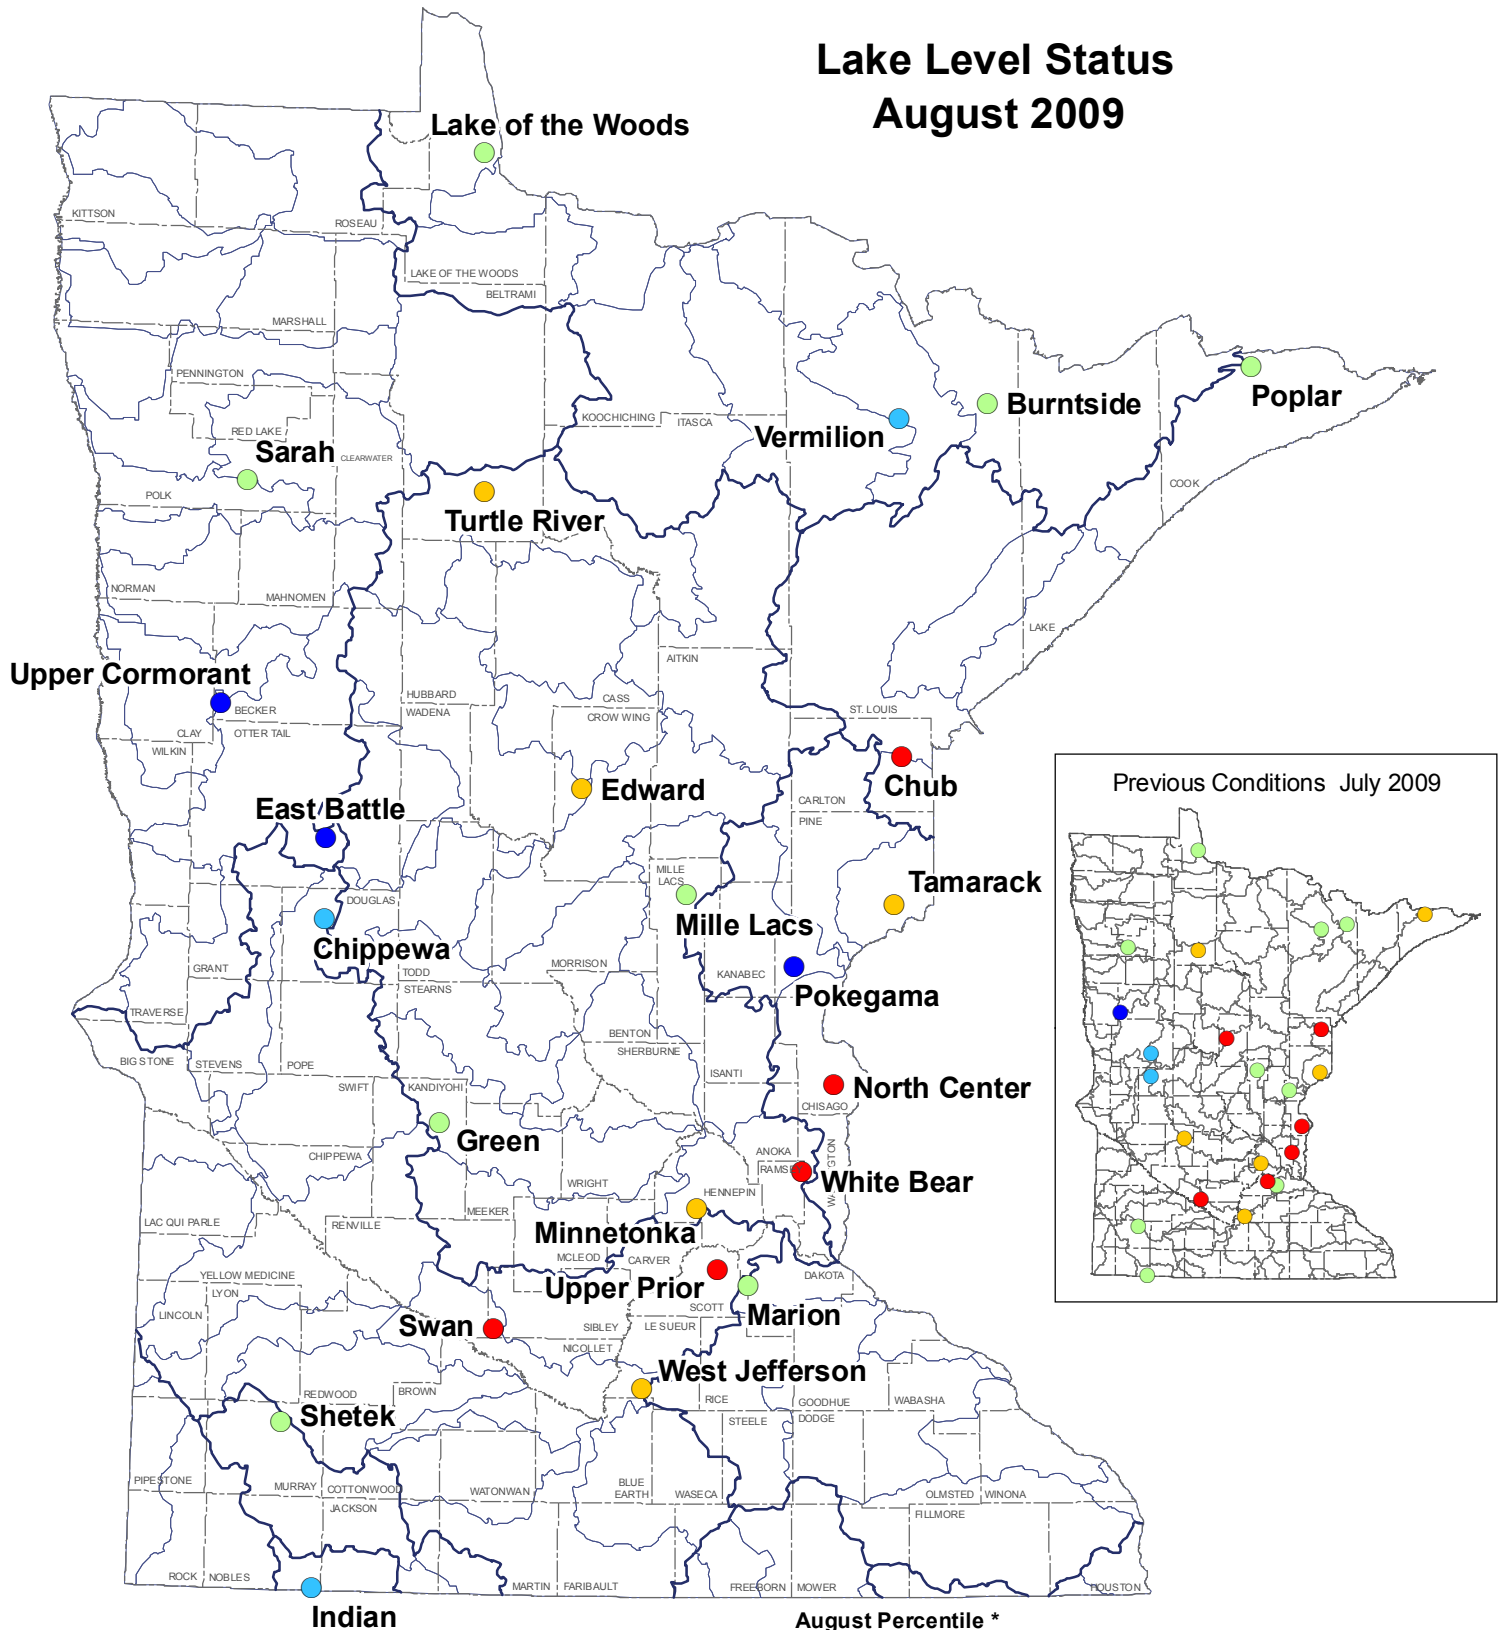 Lake Level Status
August 2009
Lake of the Woods
KITTSON
ROSEAU
LAKE OF THE WOODS
BELTRAMI
MARSHALL
PENNINGTON
RED LAKE
Sarah
CLEARWATER
POLK
KOOCHICHING
ITASCA
Vermilion
Burntside
Poplar
COOK
Turtle River
NORMAN
MAHNOMEN
LAKE
AITKIN
Upper Cormorant
BECKER
HUBBARD
WADENA
CASS
CROW WING
ST. LOUIS
CLAY
OTTER TAIL
WILKIN
Chub
Edward
CARLTON
PINE
East Battle
MILLE
LACS
Tamarack
DOUGLAS
Mille Lacs
Chippewa
GRANT
TODD
STEARNS
MORRISON
KANABEC
Pokegama
TRAVERSE
BIG STONE
STEVENS
POPE
BENTON
SHERBURNE
ISANTI
SWIFT
KANDIYOHI
North Center
CHISAGO
Green
CHIPPEWA
ANOKA
White Bear
WRIGHT
HENNEPIN
LAC QUI PARLE
RENVILLE
MEEKER
Minnetonka
MCLEOD
CARVER
YELLOW MEDICINE
LYON
Upper Prior
DAKOTA
LINCOLN
SCOTT
Marion
Swan
SIBLEY
LE SUEUR
NICOLLET
West Jefferson
REDWOOD
BROWN
RICE
GOODHUE
WABASHA
Shetek
STEELE
DODGE
PIPESTONE
MURRAY
COTTONWOOD
JACKSON
WATONWAN
BLUE
EARTH
WASECA
OLMSTED
WINONA
FILLMORE
ROCK
NOBLES
MARTIN
FARIBAULT
FREEBORN
MOWER
HOUSTON
Indian
August Percentile *
Previous Conditions July 2009